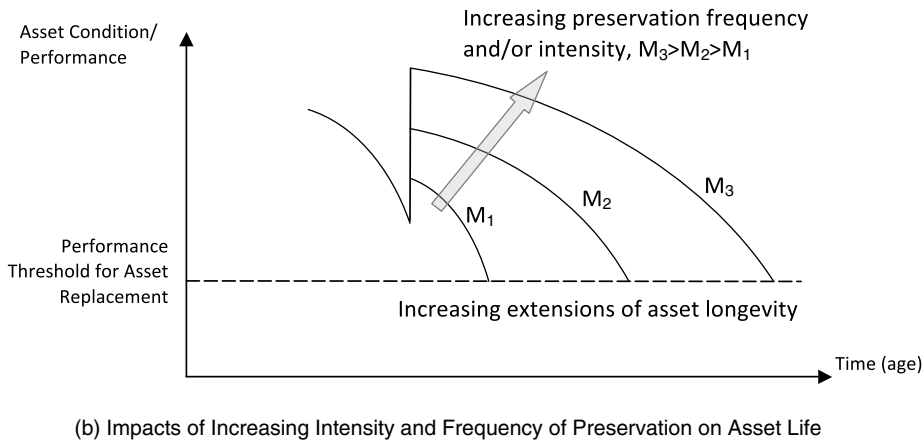 Asset Condition/
Performance
Increasing preservation frequency
and/or intensity, M₃>M₂>M₁
M₁
M₂
M₃
Performance
Threshold for Asset
Replacement
Increasing extensions of asset longevity
Time (age)
(b) Impacts of Increasing Intensity and Frequency of Preservation on Asset Life